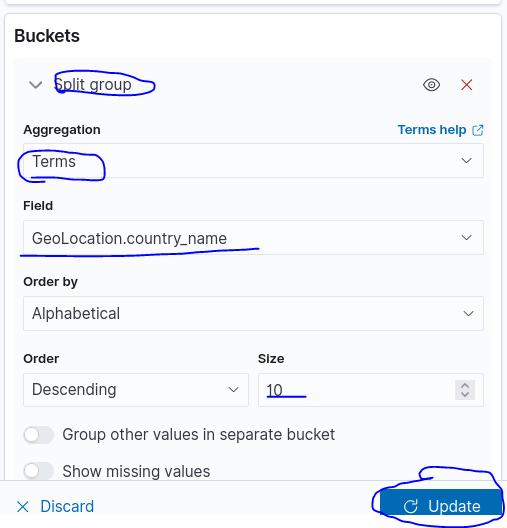 Buckets
Split group
Aggregation Terms help
Terms
Field
GeoLocation.country_name
Order by
Alphabetical
Order Size
Descending 10
Group other values in separate bucket
Show missing values
Discard Update